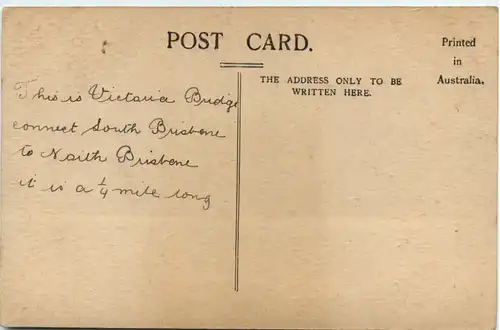 POST CARD.
Printed
in
Australia.
THE ADDRESS ONLY TO BE
WRITTEN HERE.
This is Victoria Bridge
connect South Brisbane
to North Brisbane
it is a 1/4 mile long